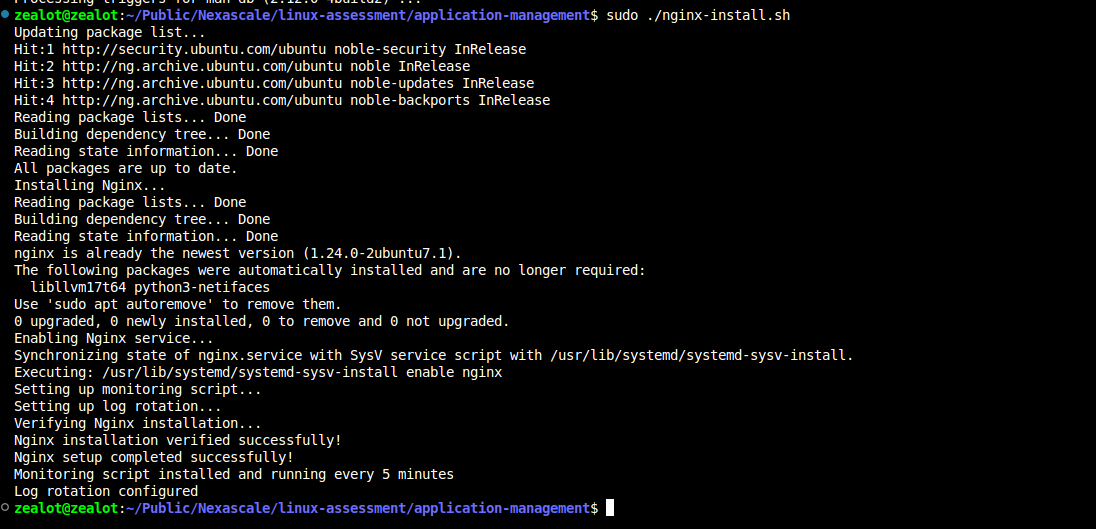 Processing triggers for man-db (2.12.0-4build2) ...
zealot@zealot:~/Public/Nexascale/linux-assessment/application-management$ sudo ./nginx-install.sh
Updating package list...
Hit:1 http://security.ubuntu.com/ubuntu noble-security InRelease
Hit:2 http://ng.archive.ubuntu.com/ubuntu noble InRelease
Hit:3 http://ng.archive.ubuntu.com/ubuntu noble-updates InRelease
Hit:4 http://ng.archive.ubuntu.com/ubuntu noble-backports InRelease
Reading package lists... Done
Building dependency tree... Done
Reading state information... Done
All packages are up to date.
Installing Nginx...
Reading package lists... Done
Building dependency tree... Done
Reading state information... Done
nginx is already the newest version (1.24.0-2ubuntu7.1).
The following packages were automatically installed and are no longer required:
  libllvm17t64 python3-netifaces
Use 'sudo apt autoremove' to remove them.
0 upgraded, 0 newly installed, 0 to remove and 0 not upgraded.
Enabling Nginx service...
Synchronizing state of nginx.service with SysV service script with /usr/lib/systemd/systemd-sysv-install.
Executing: /usr/lib/systemd/systemd-sysv-install enable nginx
Setting up monitoring script...
Setting up log rotation...
Verifying Nginx installation...
Nginx installation verified successfully!
Nginx setup completed successfully!
Monitoring script installed and running every 5 minutes
Log rotation configured
zealot@zealot:~/Public/Nexascale/linux-assessment/application-management$